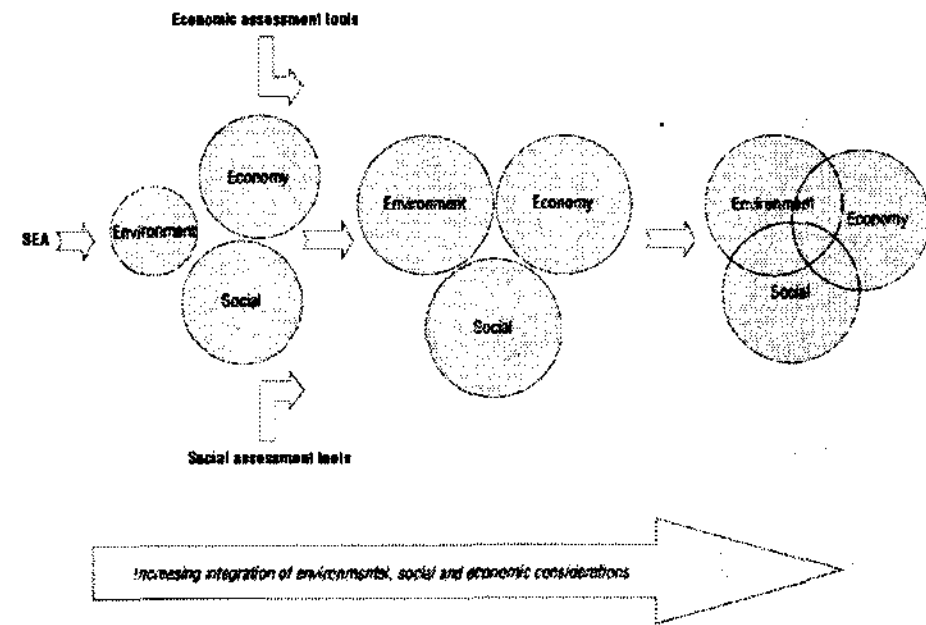 Economic assessment tools
Economy
SEA
Environment
Social
Environment
Economy
Social
Environment
Economy
Social
Social assessment tools
Increasing integration of environmental, social and economic considerations